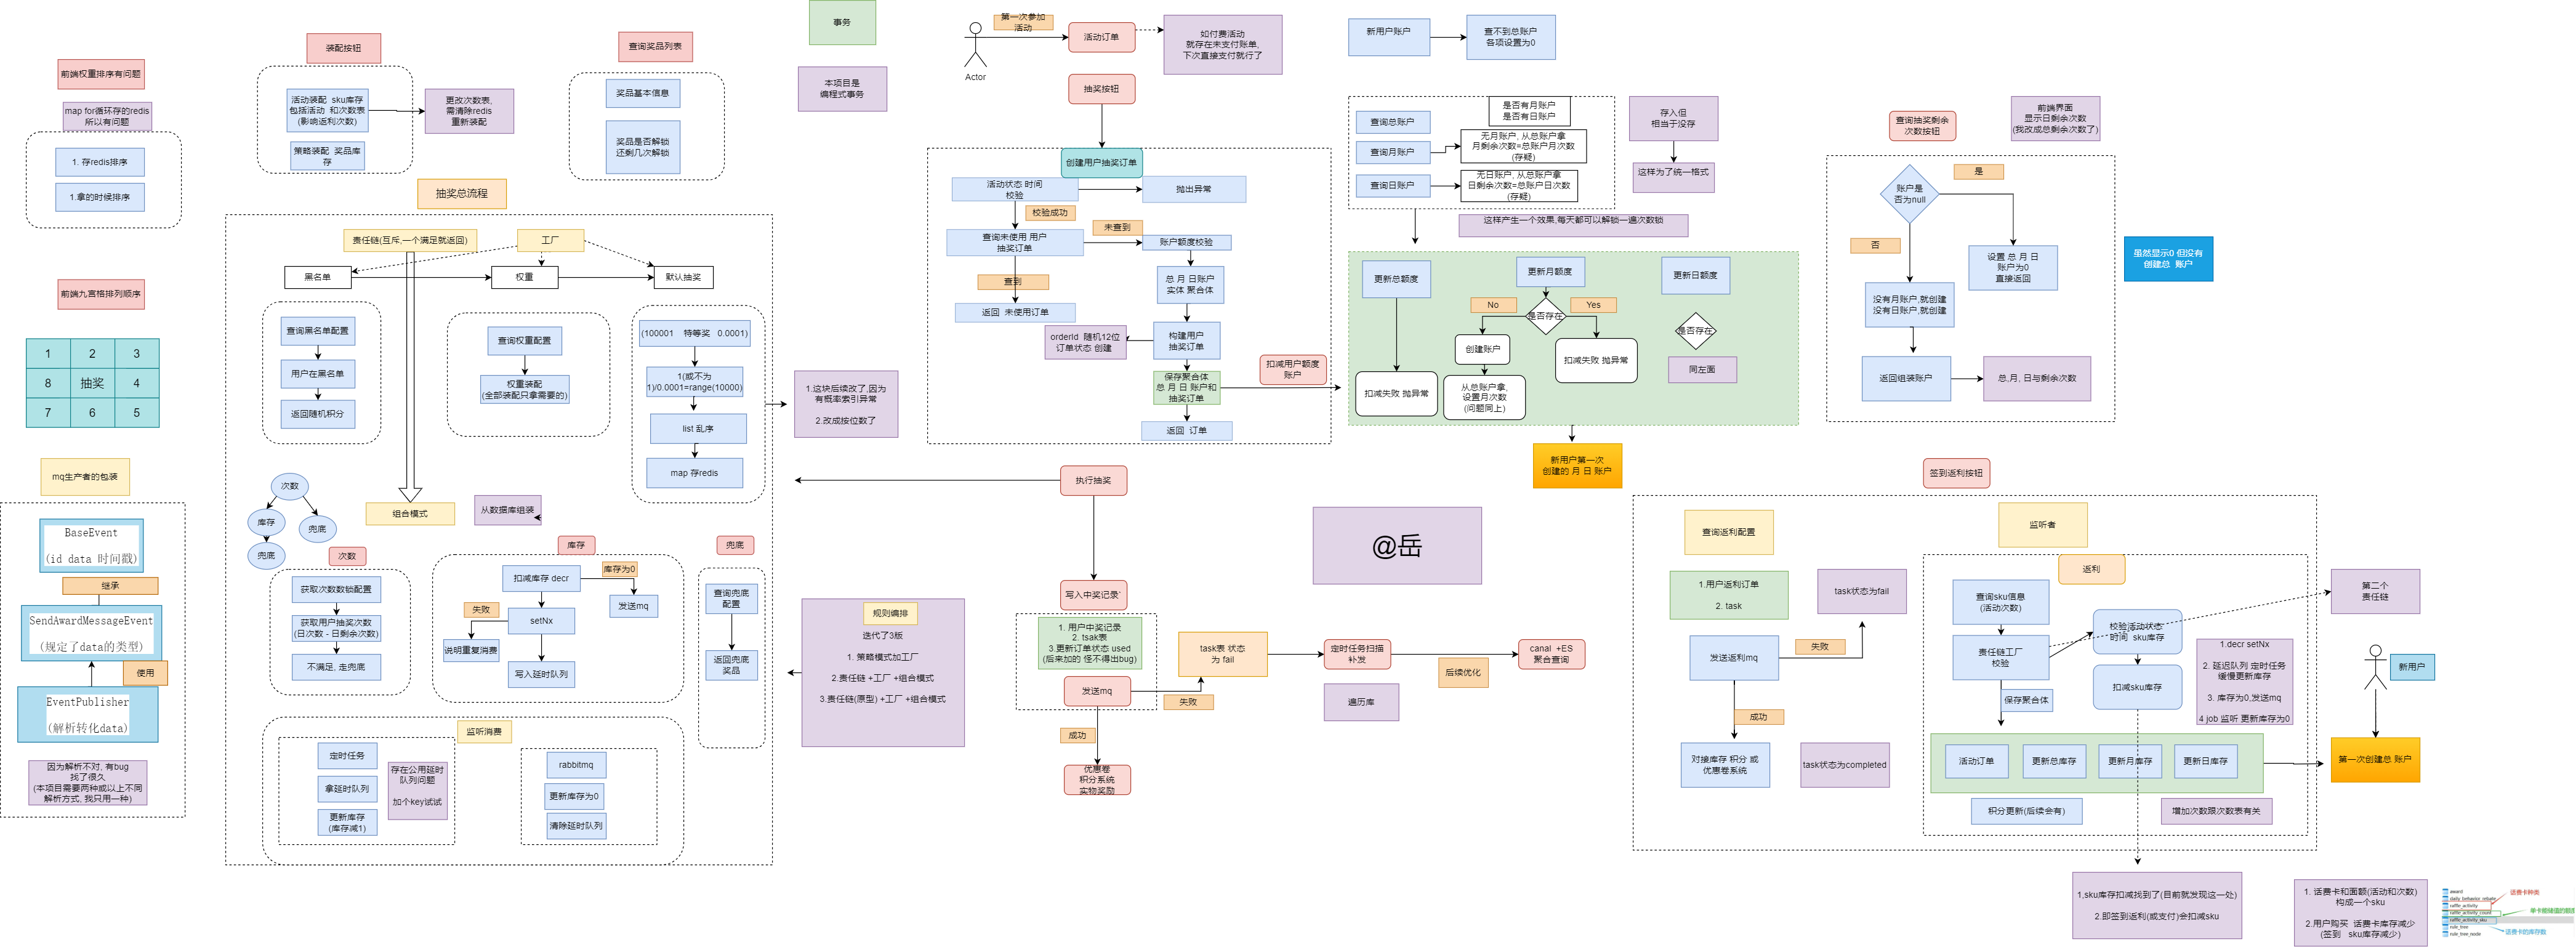 前端权重排序有问题
map for循环存的redis
所以有问题
1. 存redis排序
1.拿的时候排序
前端九宫格排列顺序
1 2 3
8 抽奖 4
7 6 5
mq生产者的包装
BaseEvent
(id data 时间戳)
继承
SendAwardMessageEvent
(规定了data的类型)
使用
EventPublisher
(解析转化data)
因为解析不对, 有bug
找了很久
(本项目需要两种或以上不同
解析方式, 我只用一种)
装配按钮
活动装配 sku库存
包括活动 和次数表
(影响返利次数)
策略装配 奖品库
存
更改次数表,
需清除redis
重新装配
查询奖品列表
奖品基本信息
奖品是否解锁
还剩几次解锁
事务
本项目是
编程式事务
抽奖总流程
责任链(互斥,一个满足就返回)
工厂
黑名单
权重
默认抽奖
查询黑名单配置
用户在黑名单
返回随机积分
查询权重配置
权重装配
(全部装配只拿需要的)
(100001 特等奖 0.0001)
1(或不为
1)/0.0001=range(10000)
list 乱序
map 存redis
1.这块后续改了,因为
有概率索引异常
2.改成按位数了
次数
库存
兜底
兜底
组合模式
从数据库组装
次数
获取次数数锁配置
获取用户抽奖次数
(日次数 - 日剩余次数)
不满足, 走兜底
库存
扣减库存 decr
库存为0
发送mq
失败
setNx
说明重复消费
写入延时队列
兜底
查询兜底
配置
返回兜底
奖品
监听消费
定时任务
拿延时队列
更新库存
(库存减1)
存在公用延时
队列问题
加个key试试
rabbitmq
更新库存为0
清除延时队列
规则编排
迭代了3版
1. 策略模式加工厂
2.责任链 +工厂 +组合模式
3.责任链(原型) +工厂 +组合模式
Actor
第一次参加
活动
活动订单
如付费活动
就存在未支付账单,
下次直接支付就行了
抽奖按钮
创建用户抽奖订单
活动状态 时间
校验
抛出异常
校验成功
查询未使用 用户
抽奖订单
未查到
账户额度校验
查到
返回 未使用订单
总 月 日账户
实体 聚合体
构建用户
抽奖订单
orderId 随机12位
订单状态 创建
保存聚合体
总 月 日 账户和
抽奖订单
返回 订单
扣减用户额度
账户
执行抽奖
写入中奖记录`
1. 用户中奖记录
2. tsak表
3.更新订单状态 used
(后来加的 怪不得出bug)
发送mq
失败
成功
优惠卷
积分系统
实物奖励
task表 状态
为 fail
定时任务扫描
补发
遍历库
后续优化
canal +ES
聚合查询
@岳
新用户账户
查不到总账户
各项设置为0
查询总账户
查询月账户
查询日账户
是否有月账户
是否有日账户
无月账户, 从总账户拿
月剩余次数=总账户月次数
(存疑)
无日账户, 从总账户拿
日剩余次数=总账户日次数
(存疑)
存入但
相当于没存
这样为了统一格式
这样产生一个效果,每天都可以解锁一遍次数锁
更新总额度
扣减失败 抛异常
更新月额度
No
Yes
是否存在
创建账户
从总账户拿,
设置月次数
(问题同上)
扣减失败 抛异常
更新日额度
是否存在
同左面
新用户第一次
创建的 月 日 账户
查询抽奖剩余
次数按钮
前端界面
显示日剩余次数
(我改成总剩余次数了)
账户是
否为null
是
否
设置 总 月 日
账户为0
直接返回
没有月账户,就创建
没有日账户,就创建
返回组装账户
总,月, 日与剩余次数
虽然显示0 但没有
创建总 账户
签到返利按钮
查询返利配置
1.用户返利订单
2. task
task状态为fail
发送返利mq
失败
成功
对接库存 积分 或
优惠卷系统
task状态为completed
监听者
返利
查询sku信息
(活动次数)
责任链工厂
校验
保存聚合体
校验活动状态
时间 sku库存
扣减sku库存
1.decr setNx
2. 延迟队列 定时任务
缓慢更新库存
3. 库存为0,发送mq
4 job 监听 更新库存为0
第二个
责任链
活动订单
更新总库存
更新月库存
更新日库存
积分更新(后续会有)
增加次数跟次数表有关
新用户
第一次创建总 账户
1,sku库存扣减找到了(目前就发现这一处)
2.即签到返利(或支付)会扣减sku
1. 话费卡和面额(活动和次数)
构成一个sku
2.用户购买 话费卡库存减少
(签到 sku库存减少)
award
daily_behavior_rebate
raffle_activity
raffle_activity_count
raffle_activity_sku
rule_tree
rule_tree_node
话费卡种类
话费卡的库存数